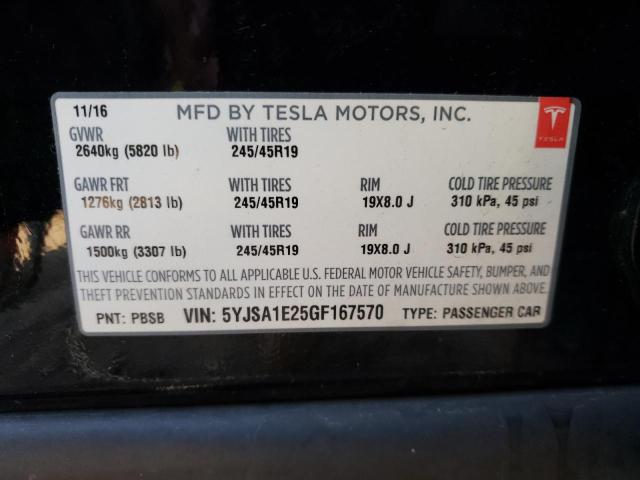 11/16 MFD BY TESLA MOTORS, INC. TESLA
GVWR WITH TIRES
2640kg (5820 lb) 245/45R19
GAWR FRT WITH TIRES RIM COLD TIRE PRESSURE
1276kg (2813 lb) 245/45R19 19X8.0 J 310 kPa, 45 psi
GAWR RR WITH TIRES RIM COLD TIRE PRESSURE
1500kg (3307 lb) 245/45R19 19X8.0 J 310 kPa, 45 psi
THIS VEHICLE CONFORMS TO ALL APPLICABLE U.S. FEDERAL MOTOR VEHICLE SAFETY, BUMPER, AND
THEFT PREVENTION STANDARDS IN EFFECT ON THE DATE OF MANUFACTURE SHOWN ABOVE.
PNT: PBSB VIN: 5YJSA1E25GF167570 TYPE: PASSENGER CAR